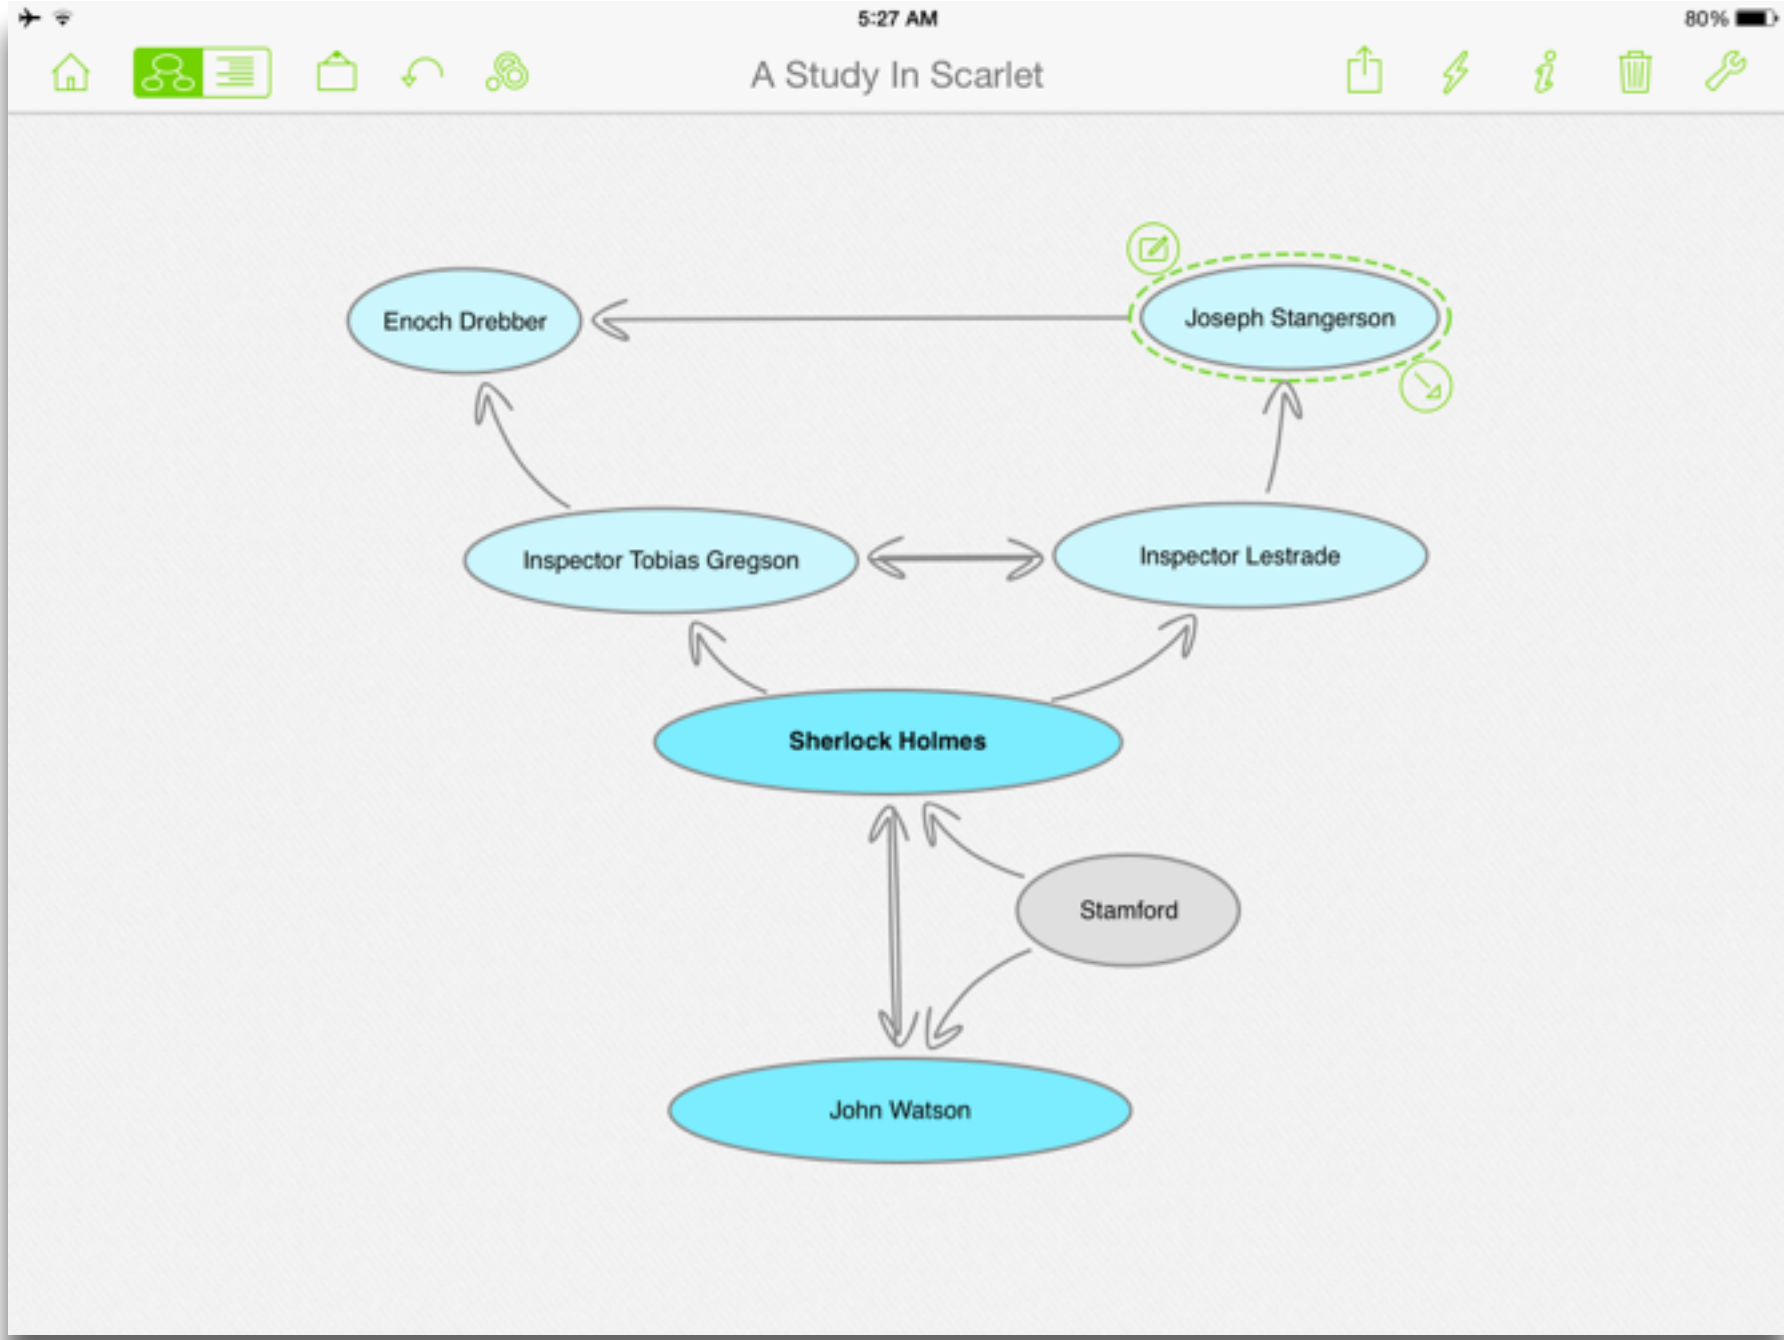 5:27 AM
80%
A Study In Scarlet
Enoch Drebber
Joseph Stangerson
Inspector Tobias Gregson
Inspector Lestrade
Sherlock Holmes
Stamford
John Watson